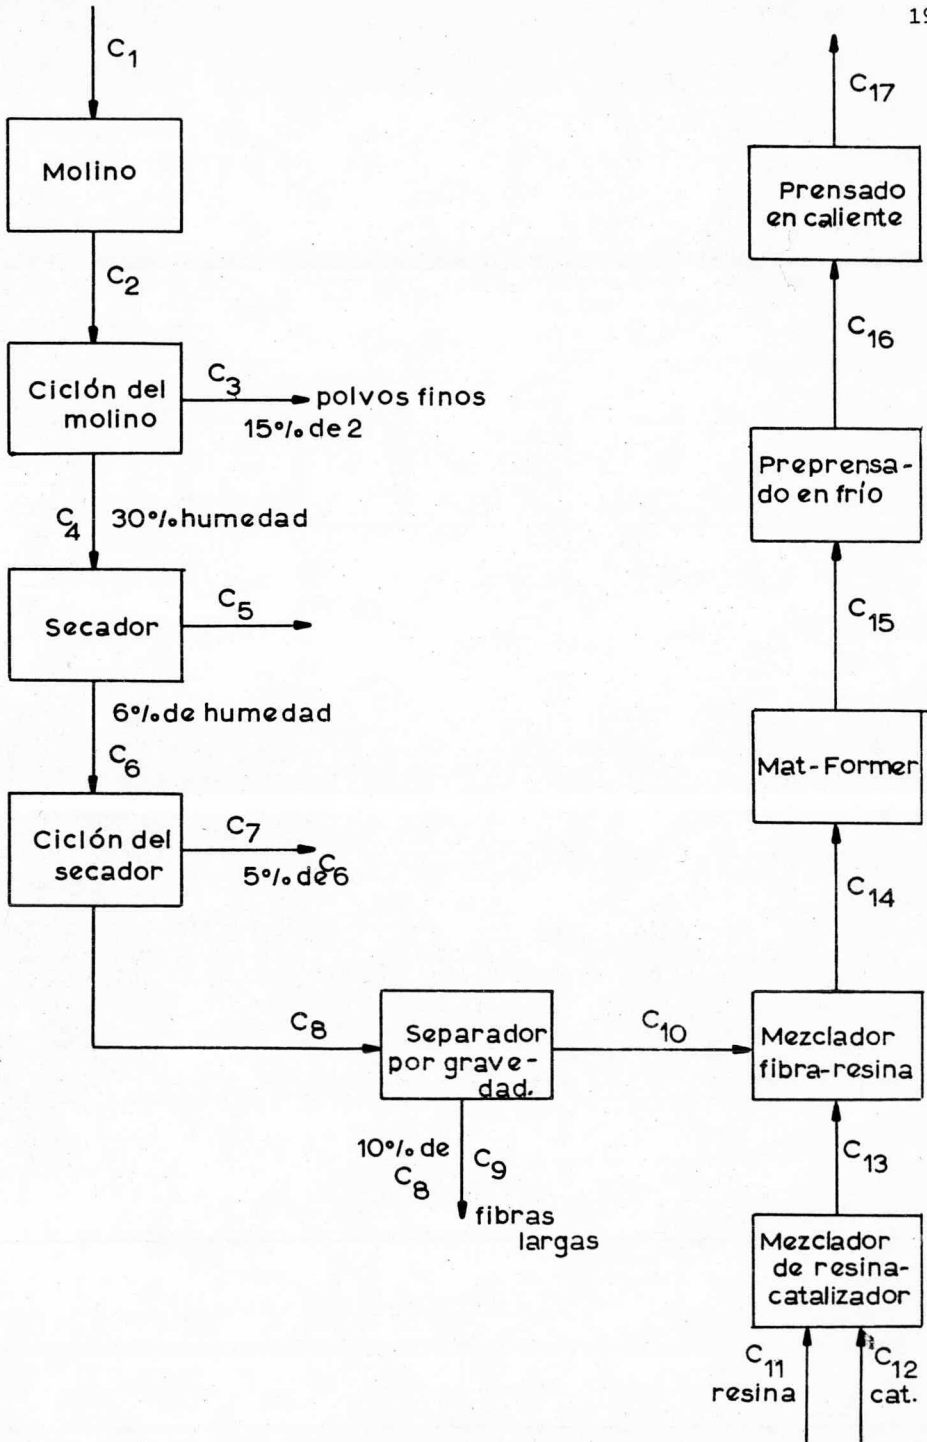 19
C1
Molino
C2
Ciclón del
molino
C3
polvos finos
15% de 2
C4
30% humedad
Secador
C5
6% de humedad
C6
Ciclón del
secador
C7
5% de C6
C8
Separador
por grave-
dad.
10% de
C8
C9
fibras
largas
C10
C17
Prensado
en caliente
C16
Preprensa-
do en frío
C15
Mat-Former
C14
Mezclador
fibra-resina
C13
Mezclador
de resina-
catalizador
C11
resina
C12
cat.